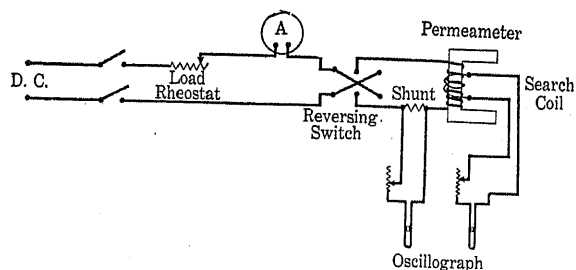 A
Permeameter
D. C.
Load
Rheostat
Reversing
Switch
Shunt
Search
Coil
Oscillograph